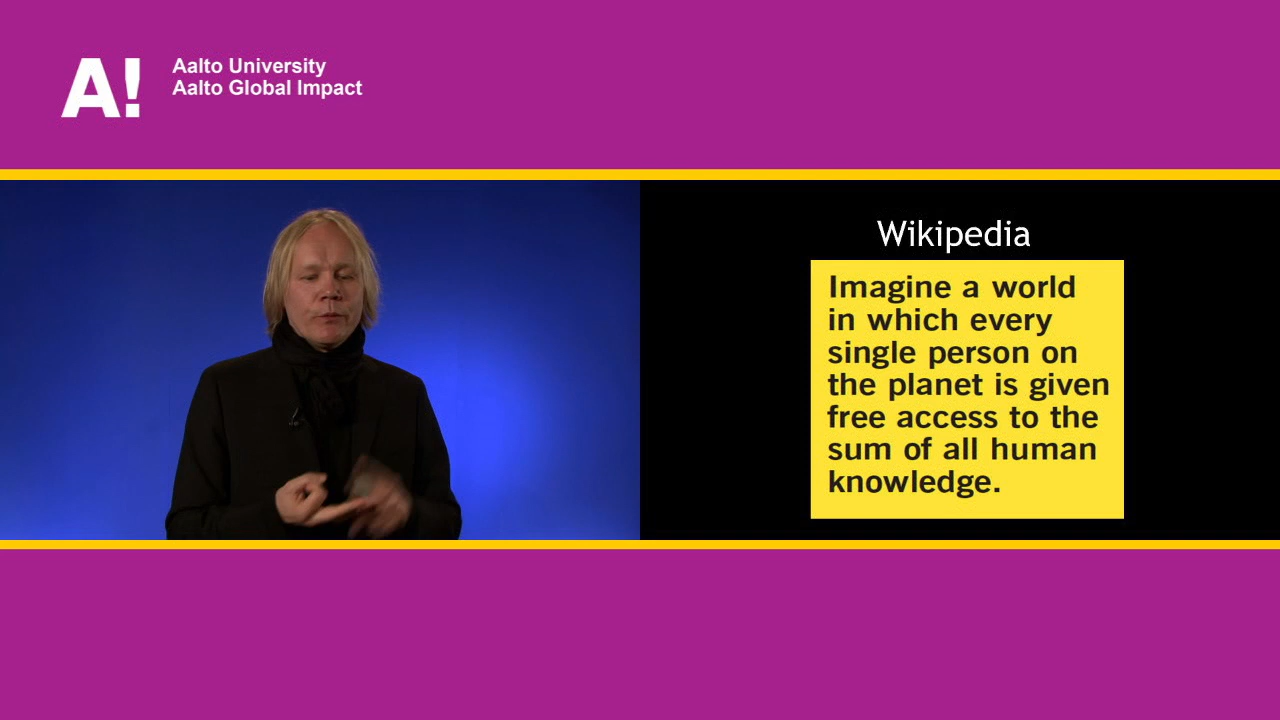 A!
Aalto University
Aalto Global Impact
Wikipedia
Imagine a world
in which every
single person on
the planet is given
free access to the
sum of all human
knowledge.